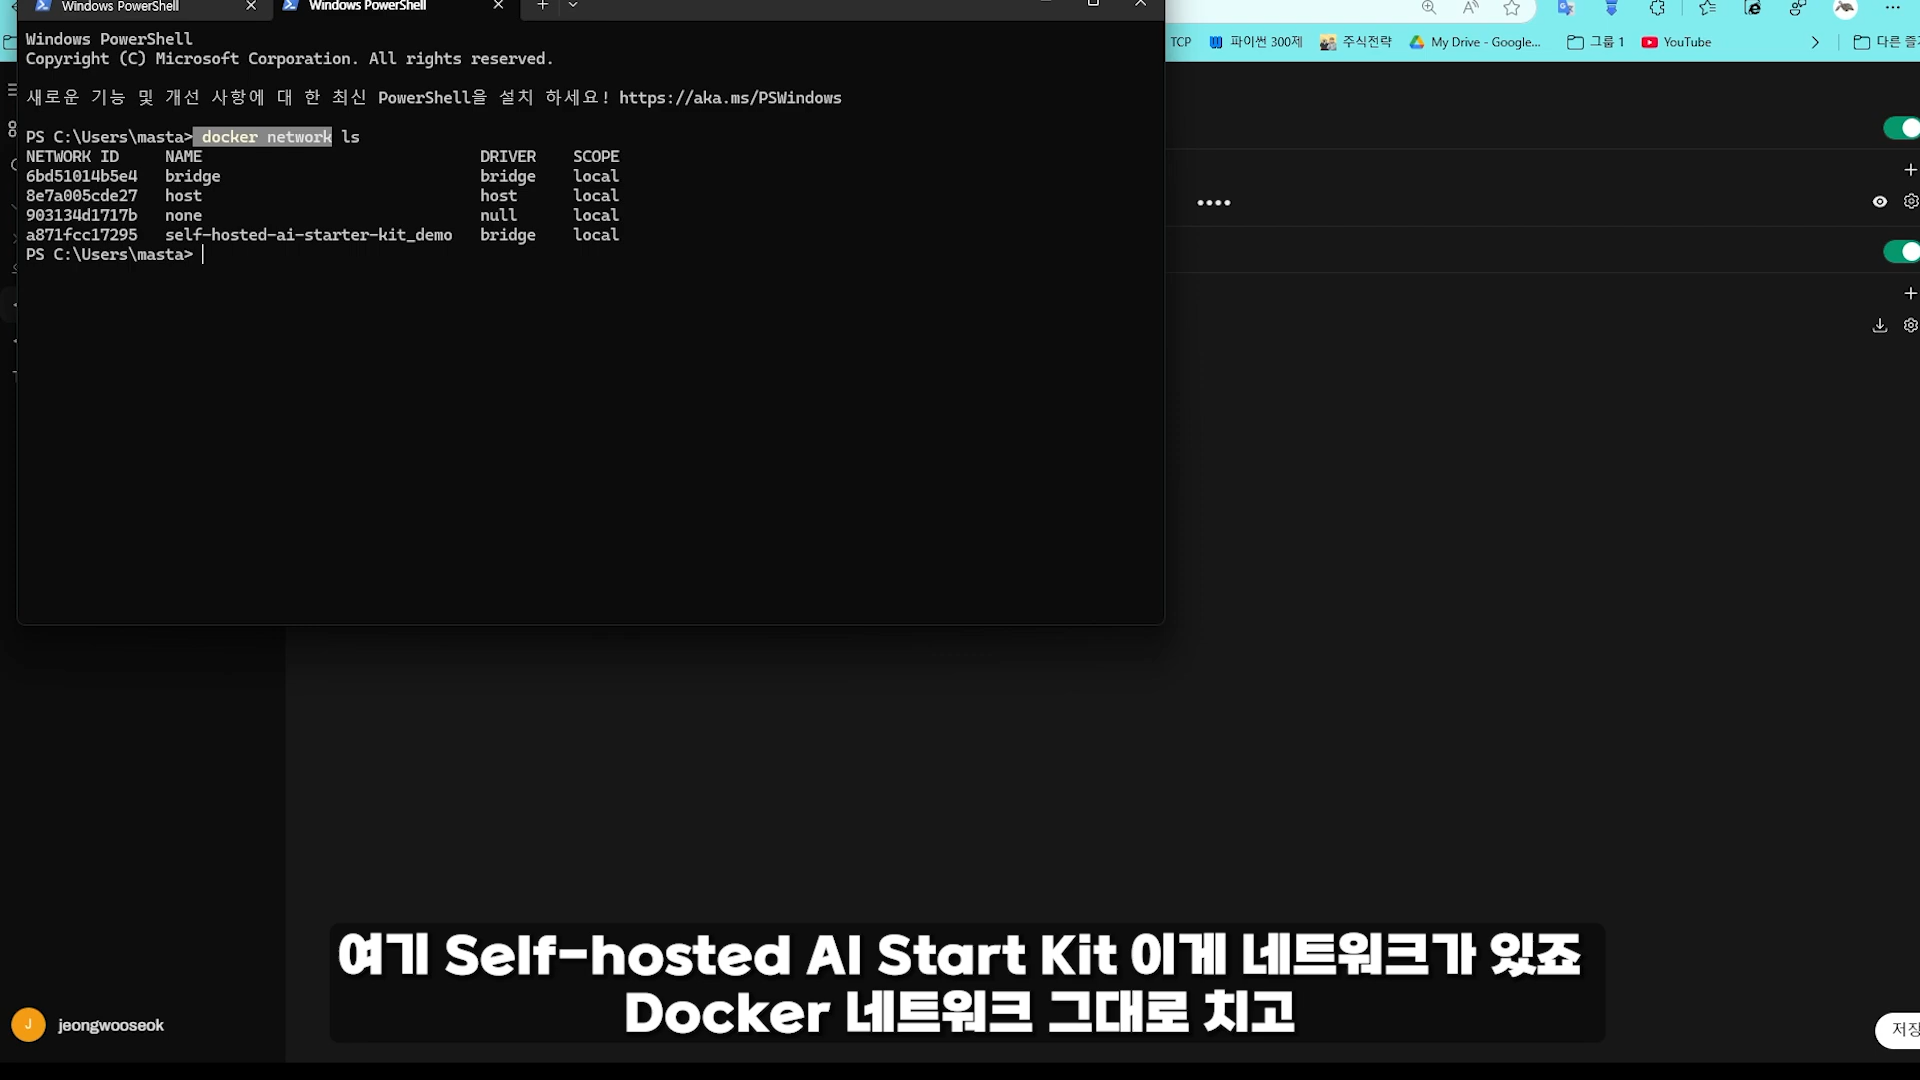 Windows PowerShell
Windows PowerShell
Windows PowerShell
Copyright (C) Microsoft Corporation. All rights reserved.
새로운 기능 및 개선 사항에 대 한 최신 PowerShell을 설치 하세요! https://aka.ms/PSWindows
PS C:\Users\masta> docker network ls
NETWORK ID NAME DRIVER SCOPE
6bd51014b5e4 bridge bridge local
8e7a005cde27 host host local
903134d1717b none null local
a871fcc17295 self-hosted-ai-starter-kit_demo bridge local
PS C:\Users\masta>
TCP 파이썬 300제 주식전략 My Drive - Google... 그룹 1 YouTube 다른 즐
여기 Self-hosted AI Start Kit 이게 네트워크가 있죠
Docker 네트워크 그대로 치고
J jeongwooseok
저장